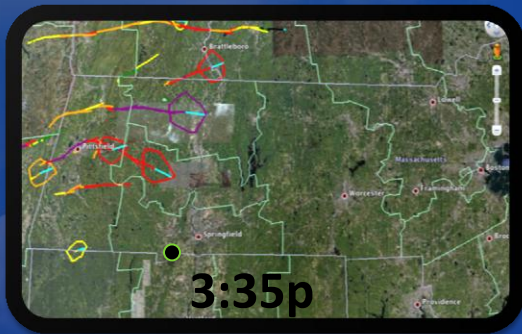 Brattleboro
Lowell
Pittsfield
Massachusetts
Boston
Worcester
Framingham
Springfield
3:35p
Providence